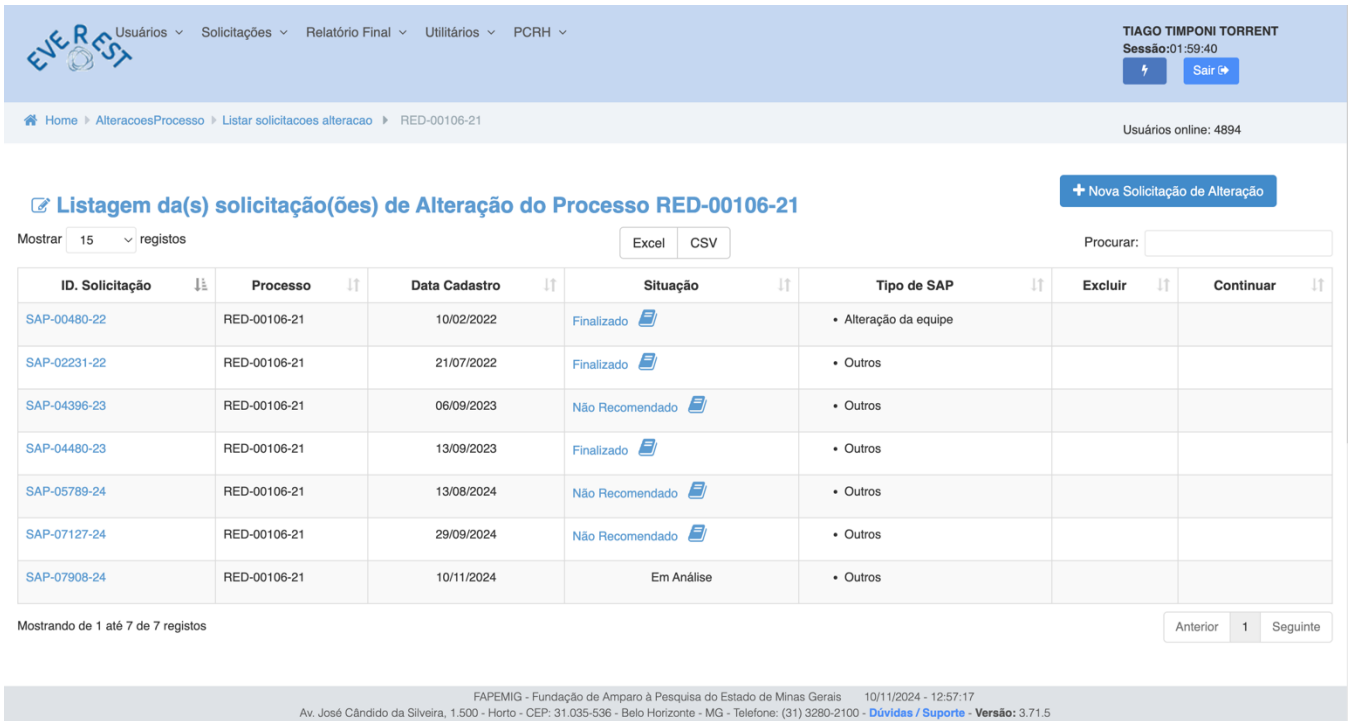 EVEREST
Usuários Solicitações Relatório Final Utilitários PCRH
TIAGO TIMPONI TORRENT
Sessão:01:59:40
Sair
Home AlteracoesProcesso Listar solicitacoes alteracao RED-00106-21
Usuários online: 4894
+ Nova Solicitação de Alteração
Listagem da(s) solicitação(ões) de Alteração do Processo RED-00106-21
Mostrar 15 registos Excel CSV Procurar:
ID. Solicitação Processo Data Cadastro Situação Tipo de SAP Excluir Continuar
SAP-00480-22 RED-00106-21 10/02/2022 Finalizado • Alteração da equipe
SAP-02231-22 RED-00106-21 21/07/2022 Finalizado • Outros
SAP-04396-23 RED-00106-21 06/09/2023 Não Recomendado • Outros
SAP-04480-23 RED-00106-21 13/09/2023 Finalizado • Outros
SAP-05789-24 RED-00106-21 13/08/2024 Não Recomendado • Outros
SAP-07127-24 RED-00106-21 29/09/2024 Não Recomendado • Outros
SAP-07908-24 RED-00106-21 10/11/2024 Em Análise • Outros
Mostrando de 1 até 7 de 7 registos Anterior 1 Seguinte
FAPEMIG - Fundação de Amparo à Pesquisa do Estado de Minas Gerais 10/11/2024 - 12:57:17
Av. José Cândido da Silveira, 1.500 - Horto - CEP: 31.035-536 - Belo Horizonte - MG - Telefone: (31) 3280-2100 - Dúvidas / Suporte - Versão: 3.71.5